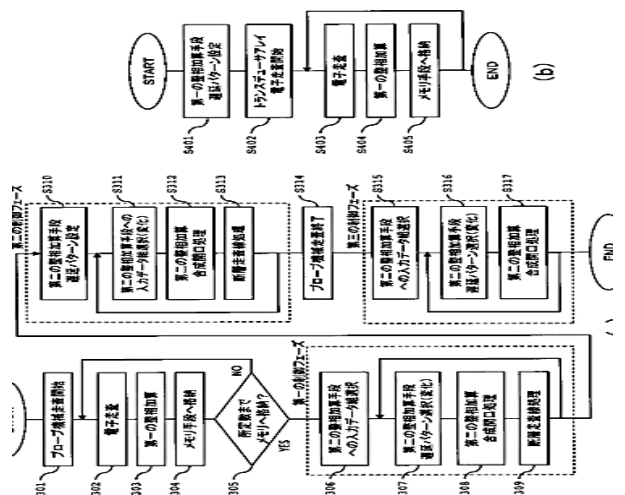 301
プローブ機械走査開始
302
電子走査
303
第一の整相加算
304
メモリ手段へ格納
305
所定量まで
メモリへ格納?
NO
YES
第一の制御フェーズ
306
第二の整相加算手段
への入力データ組選択
307
第二の整相加算手段
遅延パターン選択(変化)
308
第二の整相加算
合成開口処理
309
断層走査線処理
第二の制御フェーズ
S310
第二の整相加算手段
遅延パターン設定
S311
第二の整相加算手段への
入力データ組選択(変化)
S312
第二の整相加算
合成開口処理
S313
断層走査線処理
S314
プローブ機械走査終了
第三の制御フェーズ
S315
第二の整相加算手段
への入力データ組選択
S316
第二の整相加算手段
遅延パターン選択(変化)
S317
第二の整相加算
合成開口処理
END
START
S401
第一の整相加算手段
遅延パターン設定
S402
トランスデューサアレイ
電子走査開始
S403
電子走査
S404
第一の整相加算
S405
メモリ手段へ格納
END
(b)